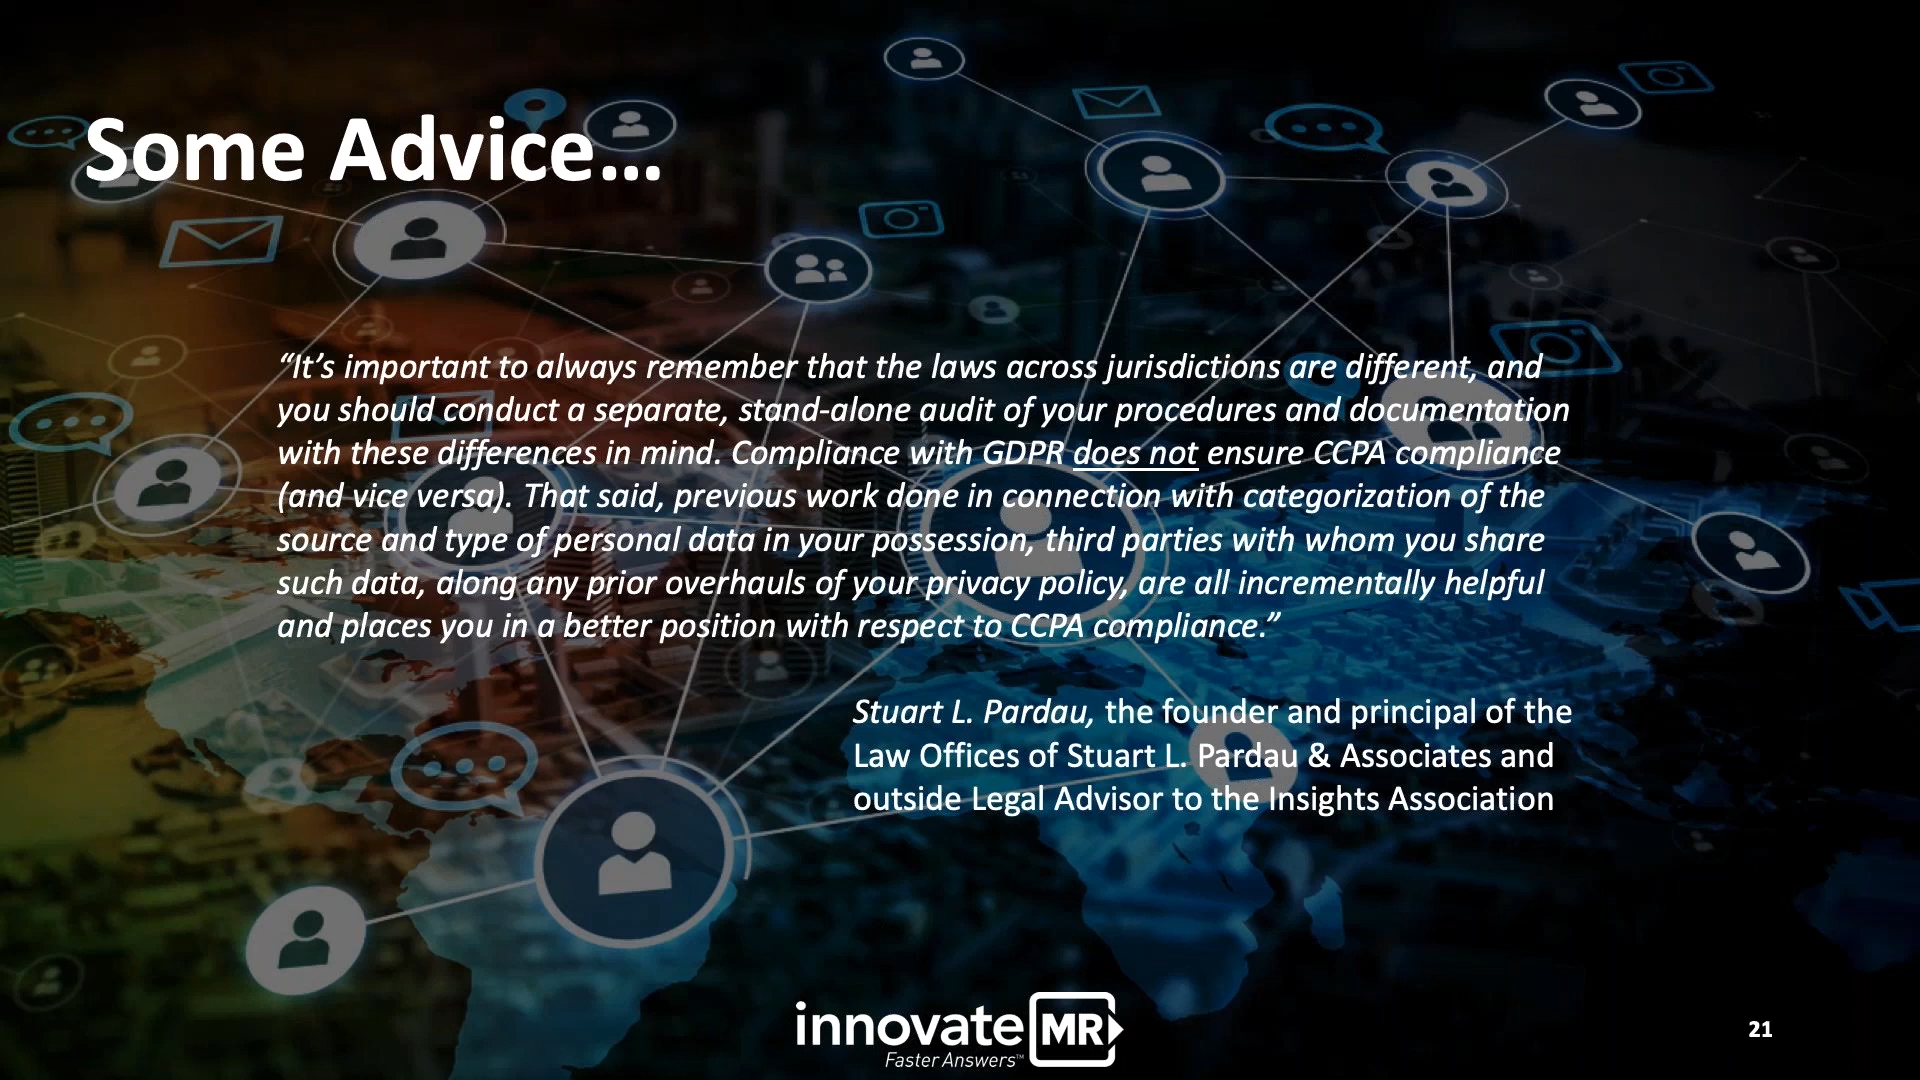 Some Advice…
“It’s important to always remember that the laws across jurisdictions are different, and
you should conduct a separate, stand-alone audit of your procedures and documentation
with these differences in mind. Compliance with GDPR does not ensure CCPA compliance
(and vice versa). That said, previous work done in connection with categorization of the
source and type of personal data in your possession, third parties with whom you share
such data, along any prior overhauls of your privacy policy, are all incrementally helpful
and places you in a better position with respect to CCPA compliance.”
Stuart L. Pardau, the founder and principal of the
Law Offices of Stuart L. Pardau & Associates and
outside Legal Advisor to the Insights Association
innovate MR
Faster Answers™
21